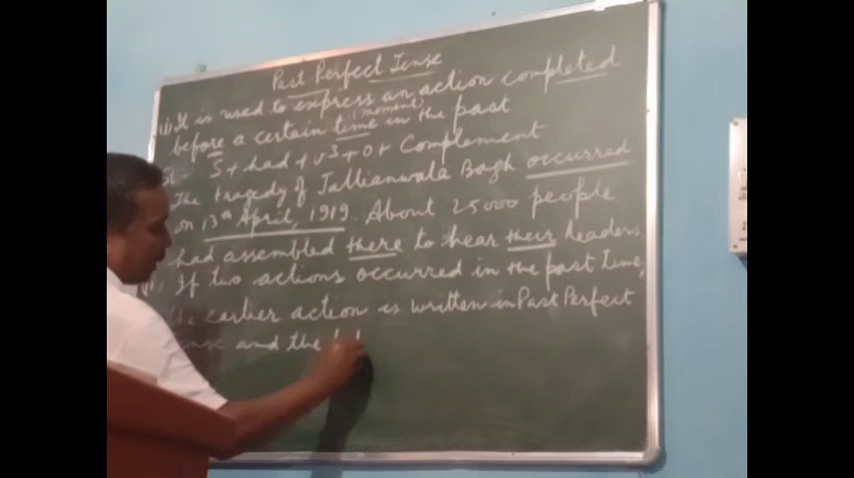 Past Perfect Tense
(i) It is used to express an action completed
before a certain time (moment) in the past
S + had + v3 + o + Complement
The tragedy of Jallianwala Bagh occurred
on 13th April, 1919. About 25000 people
had assembled there to hear their leaders.
If two actions occurred in the past time,
the earlier action is written in Past Perfect
and the